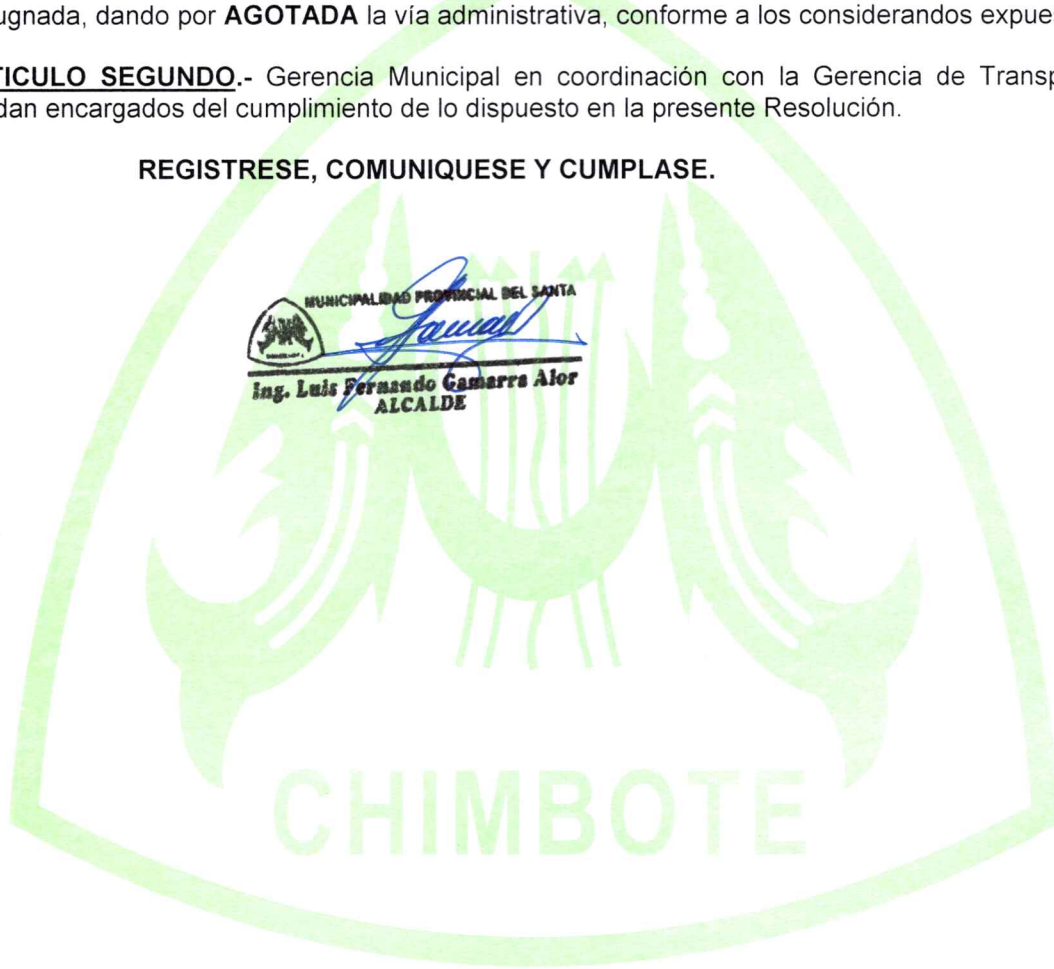 ugnada, dando por AGOTADA la vía administrativa, conforme a los considerandos expues
TICULO SEGUNDO.- Gerencia Municipal en coordinación con la Gerencia de Transp
dan encargados del cumplimiento de lo dispuesto en la presente Resolución.
REGISTRESE, COMUNIQUESE Y CUMPLASE.
MUNICIPALIDAD PROVINCIAL DEL SANTA
Ing. Luis Fernando Gamarra Alor
ALCALDE
CHIMBOTE